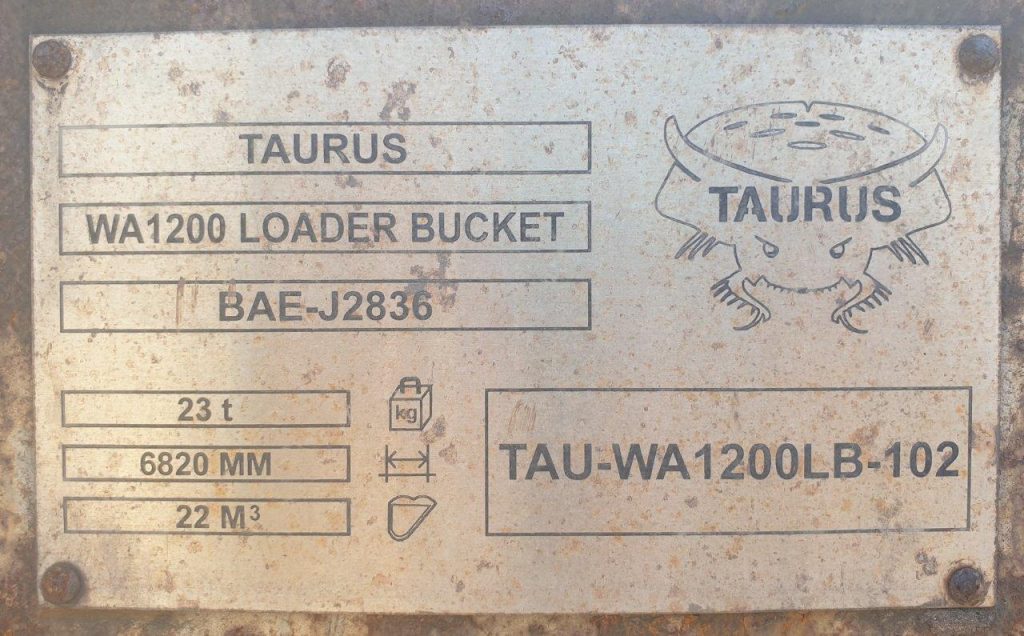 TAURUS
WA1200 LOADER BUCKET
BAE-J2836
TAURUS
23 t
kg
6820 MM
22 M³
TAU-WA1200LB-102